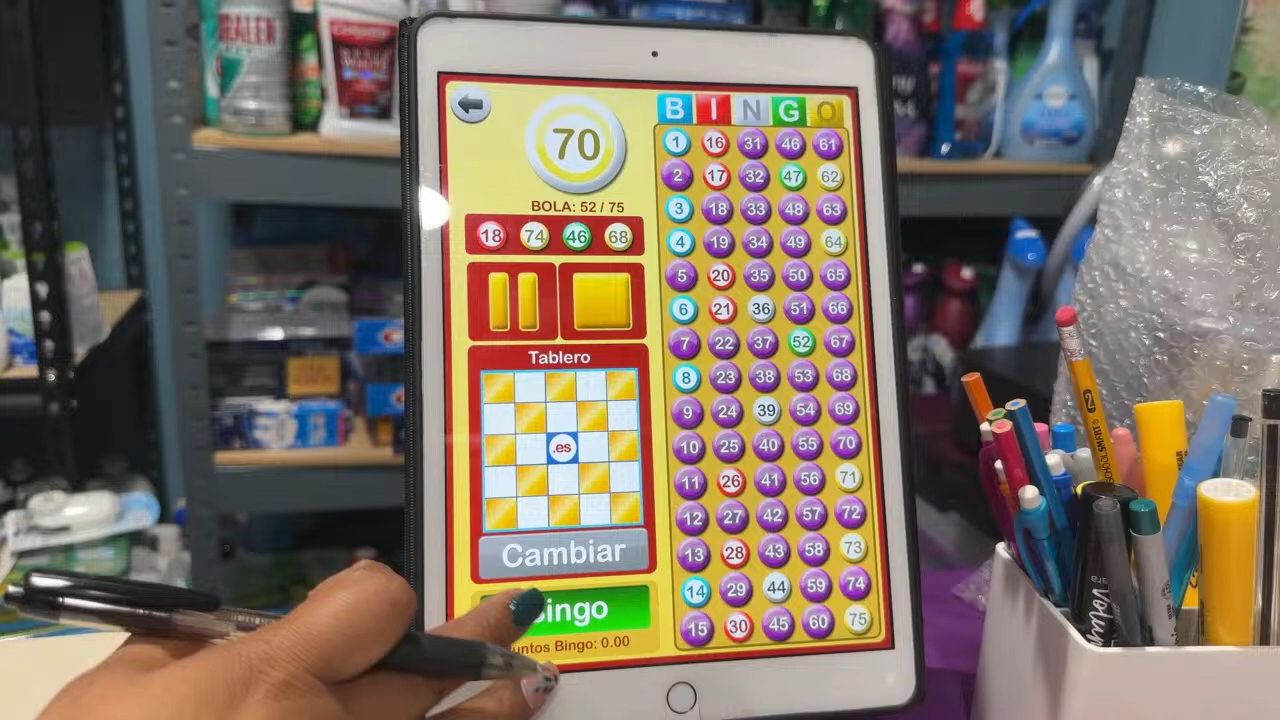 B I N G O
70
BOLA: 52 / 75
18 74 46 68
1 16 31 46 61
2 17 32 47 62
3 18 33 48 63
4 19 34 49 64
5 20 35 50 65
6 21 36 51 66
7 22 37 52 67
8 23 38 53 68
9 24 39 54 69
10 25 40 55 70
11 26 41 56 71
12 27 42 57 72
13 28 43 58 73
14 29 44 59 74
15 30 45 60 75
Tablero
.es
Cambiar
ingo
untos Bingo: 0.00
2